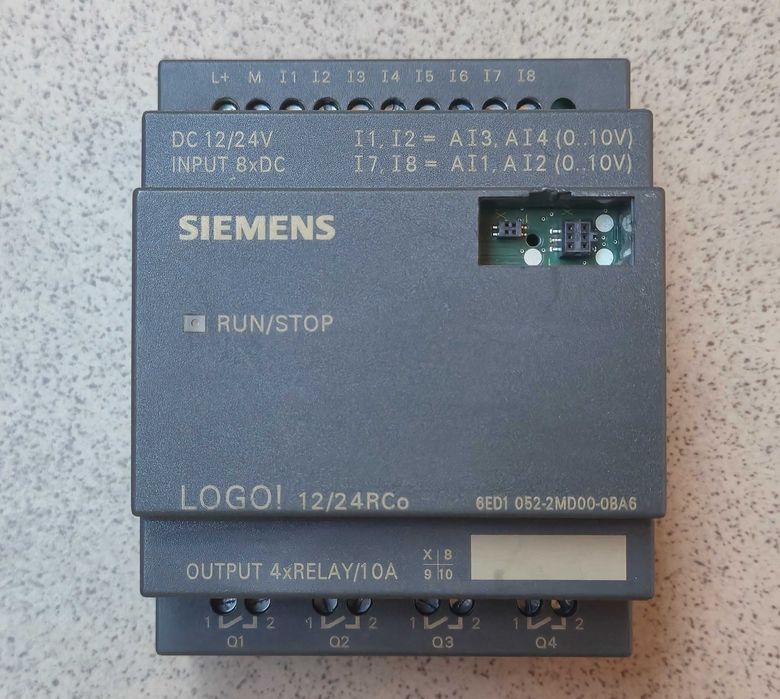 L+ M I1 I2 I3 I4 I5 I6 I7 I8
DC 12/24V I1, I2 = AI3, AI4 (0..10V)
INPUT 8xDC I7, I8 = AI1, AI2 (0..10V)
SIEMENS
X X
RUN/STOP
LOGO! 12/24RCo 6ED1 052-2MD00-0BA6
OUTPUT 4xRELAY/10A
X 8
9 10
1 2 1 2 1 2 1 2
Q1 Q2 Q3 Q4